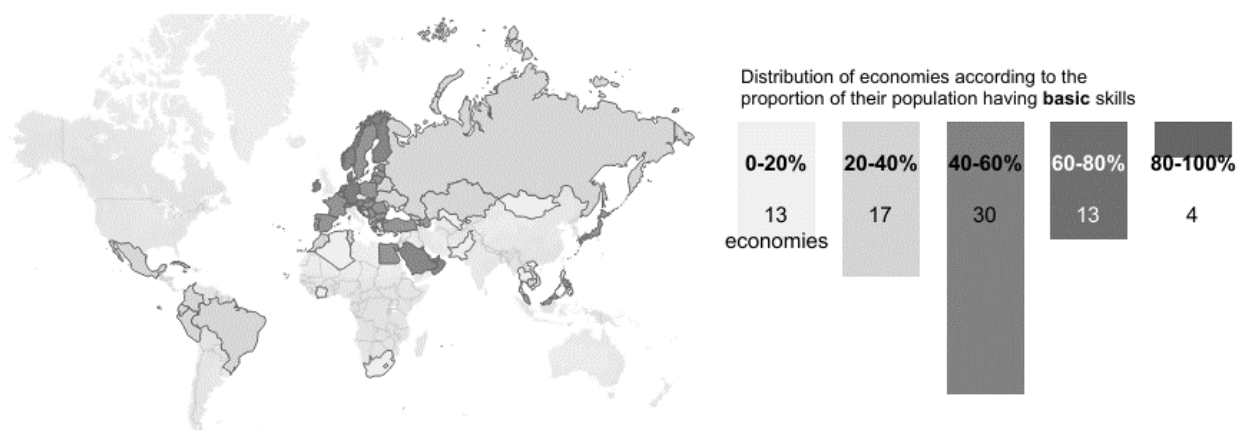 Distribution of economies according to the
proportion of their population having basic skills
0-20% 20-40% 40-60% 60-80% 80-100%
13 17 30 13 4
economies